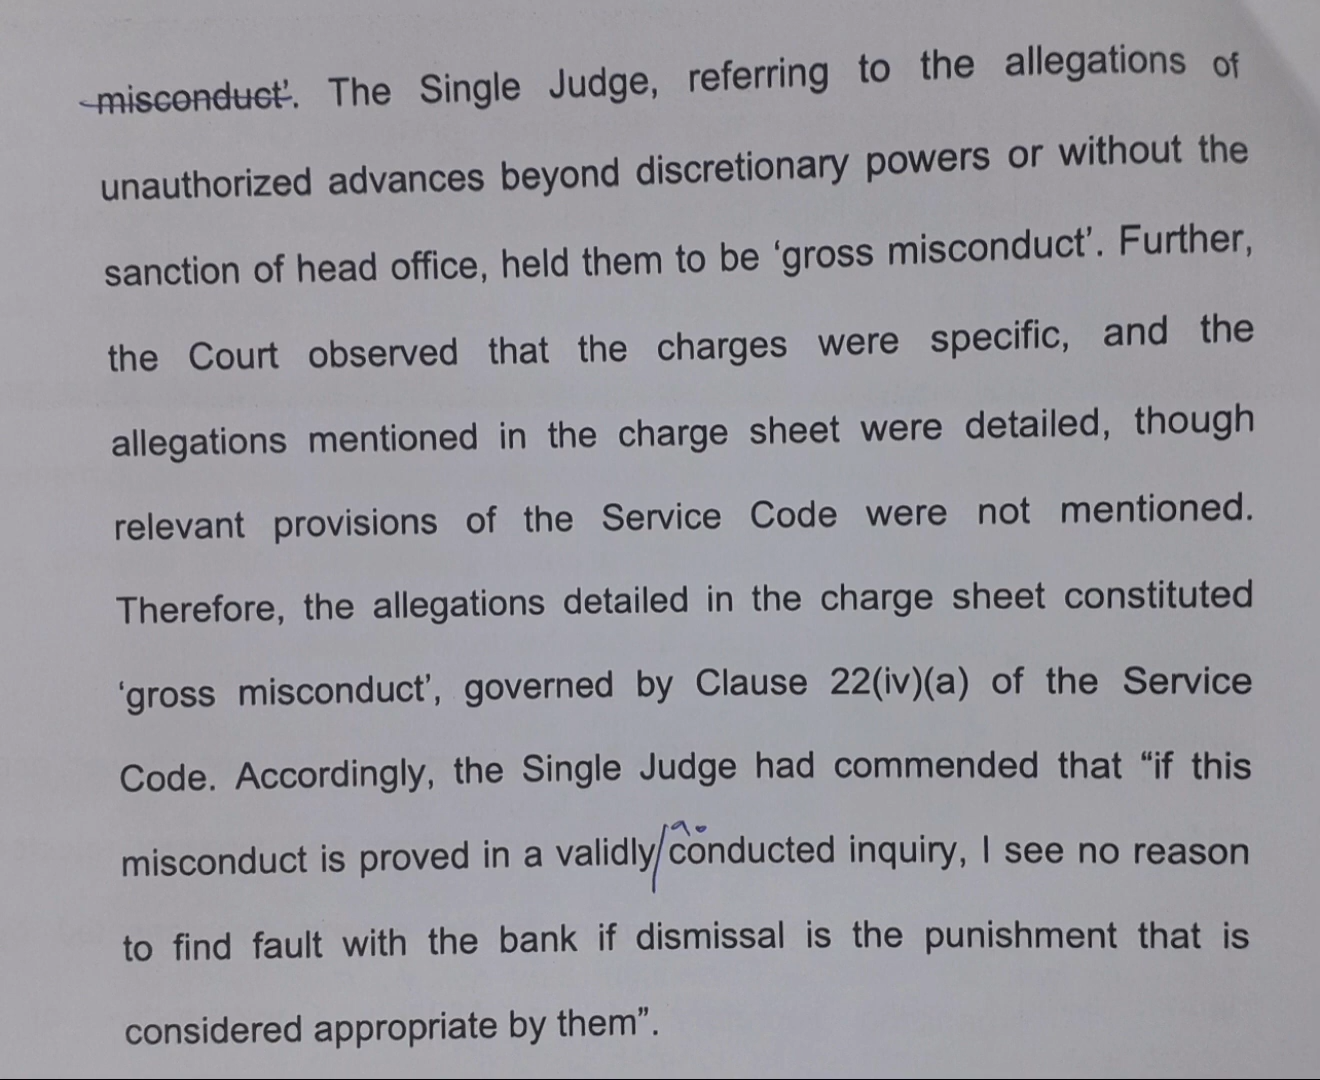 misconduct’. The Single Judge, referring to the allegations of
unauthorized advances beyond discretionary powers or without the
sanction of head office, held them to be ‘gross misconduct’. Further,
the Court observed that the charges were specific, and the
allegations mentioned in the charge sheet were detailed, though
relevant provisions of the Service Code were not mentioned.
Therefore, the allegations detailed in the charge sheet constituted
‘gross misconduct’, governed by Clause 22(iv)(a) of the Service
Code. Accordingly, the Single Judge had commended that “if this
misconduct is proved in a validly conducted inquiry, I see no reason
to find fault with the bank if dismissal is the punishment that is
considered appropriate by them”.